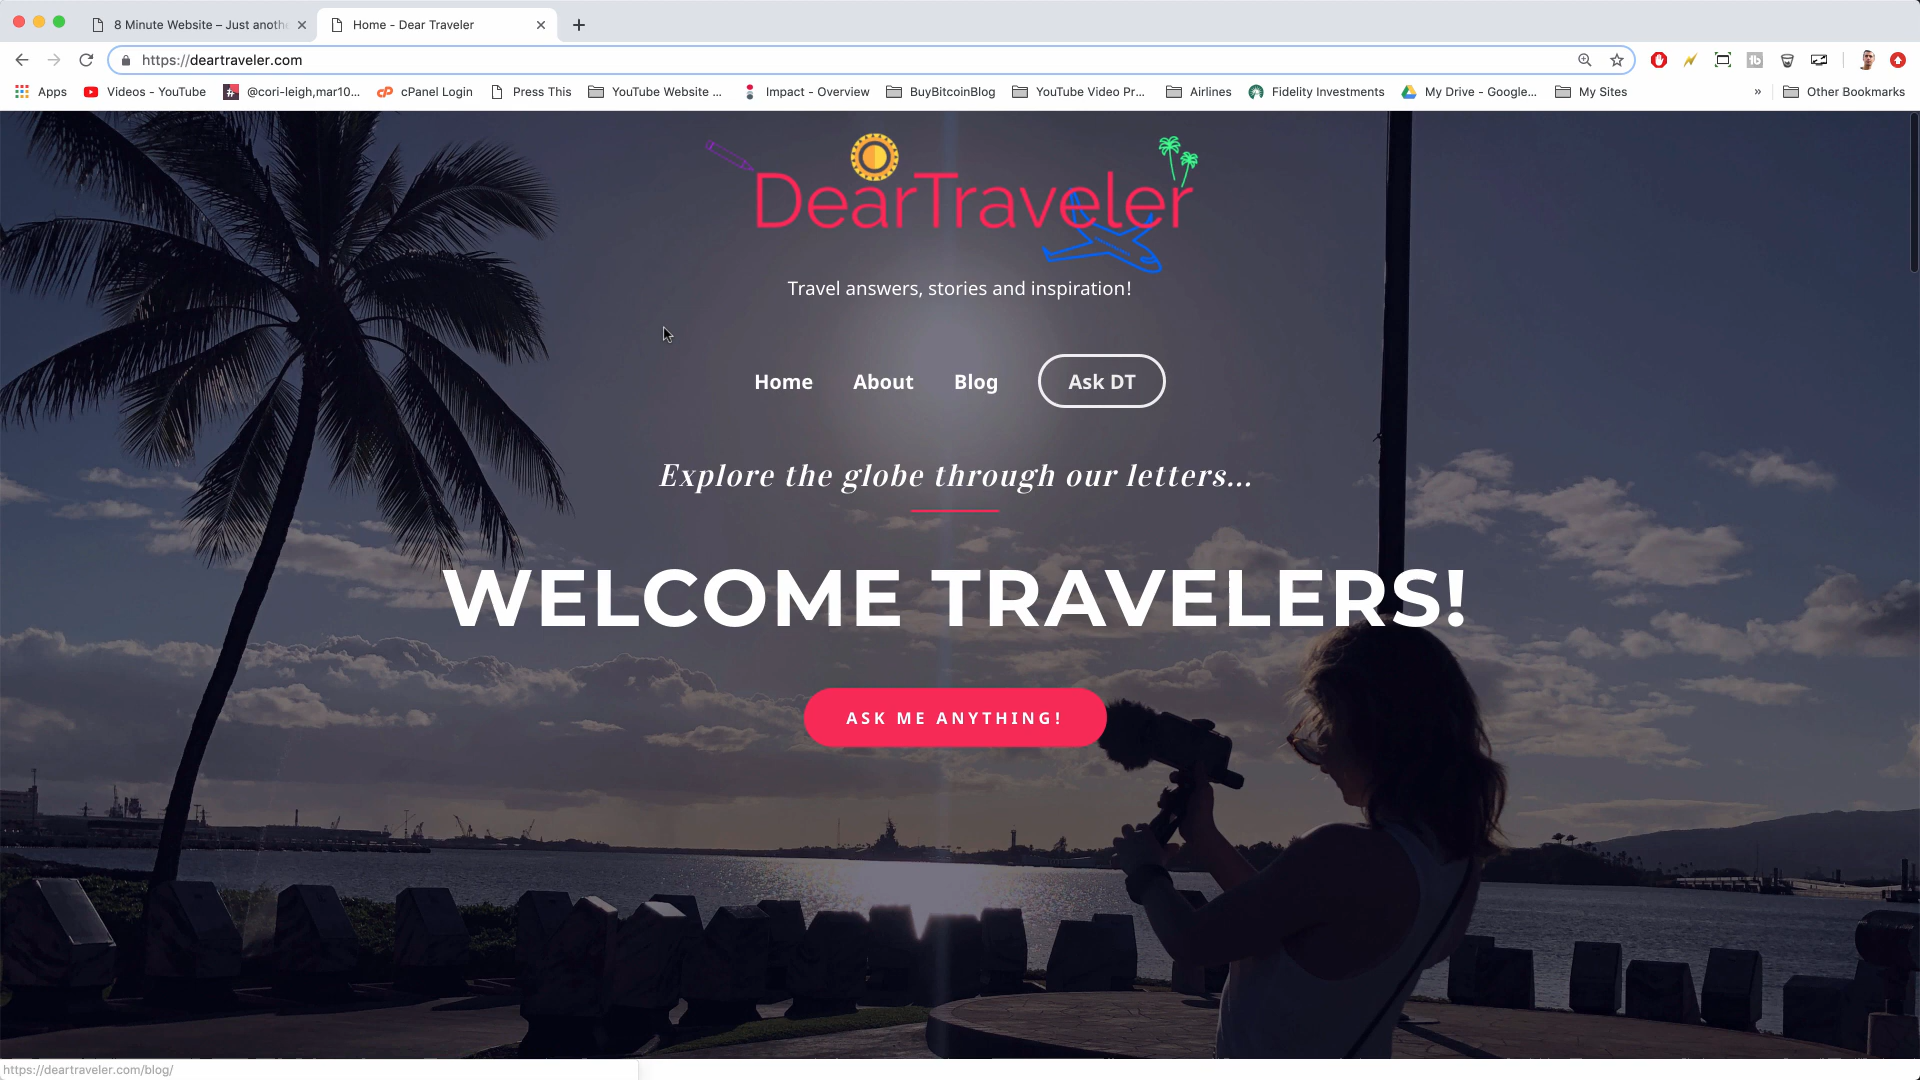 8 Minute Website – Just anoth
Home - Dear Traveler
https://deartraveler.com
Apps
Videos - YouTube
@cori-leigh,mar10...
cPanel Login
Press This
YouTube Website ...
Impact - Overview
BuyBitcoinBlog
YouTube Video Pr...
Airlines
Fidelity Investments
My Drive - Google...
My Sites
»
Other Bookmarks
DearTraveler
Travel answers, stories and inspiration!
Home
About
Blog
Ask DT
Explore the globe through our letters...
WELCOME TRAVELERS!
ASK ME ANYTHING!
https://deartraveler.com/blog/